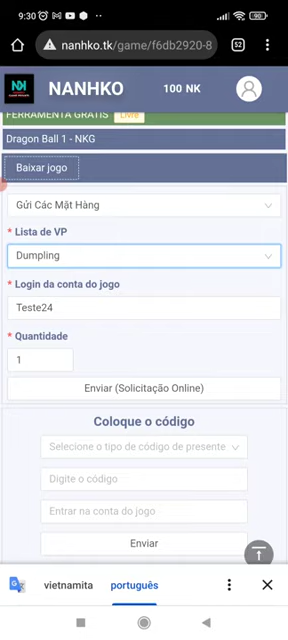 9:30
90
nanhko.tk/game/f6db2920-8
52
NANHKO
100 NK
FERRAMENTA GRÁTIS Livre
Dragon Ball 1 - NKG
Baixar jogo
Gửi Các Mặt Hàng
* Lista de VP
Dumpling
* Login da conta do jogo
Teste24
* Quantidade
1
Enviar (Solicitação Online)
Coloque o código
Selecione o tipo de código de presente
Digite o código
Entrar na conta do jogo
Enviar
vietnamita
português